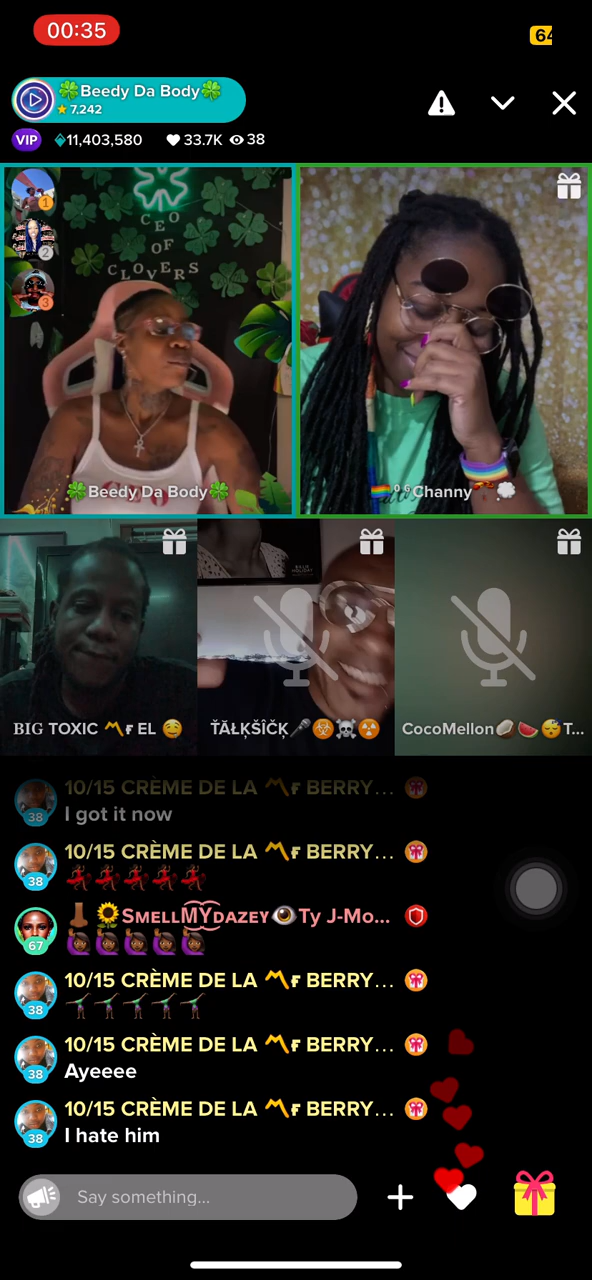 00:35
64
🍀Beedy Da Body🍀
7,242
VIP 11,403,580 33.7K 38
1
2
3
CEO
OF
CLOVERS
🍀Beedy Da Body🍀
Channy
BIG TOXIC 〽️ EL 🤤
ŤĂŁĶŠÎČĶ🎤☣️☠️☢️
CocoMellon🥥🍉😴T...
10/15 CRÈME DE LA 〽️ BERRY...
38
I got it now
10/15 CRÈME DE LA 〽️ BERRY...
38
💃🏾💃🏾💃🏾💃🏾💃🏾
👃🏾🌻SmellMYdazey👁️Ty J-Mo...
67
🙋🏾‍♀️🙋🏾‍♀️🙋🏾‍♀️🙋🏾‍♀️🙋🏾‍♀️
10/15 CRÈME DE LA 〽️ BERRY...
38
10/15 CRÈME DE LA 〽️ BERRY...
38
Ayeeee
10/15 CRÈME DE LA 〽️ BERRY...
38
I hate him
Say something...